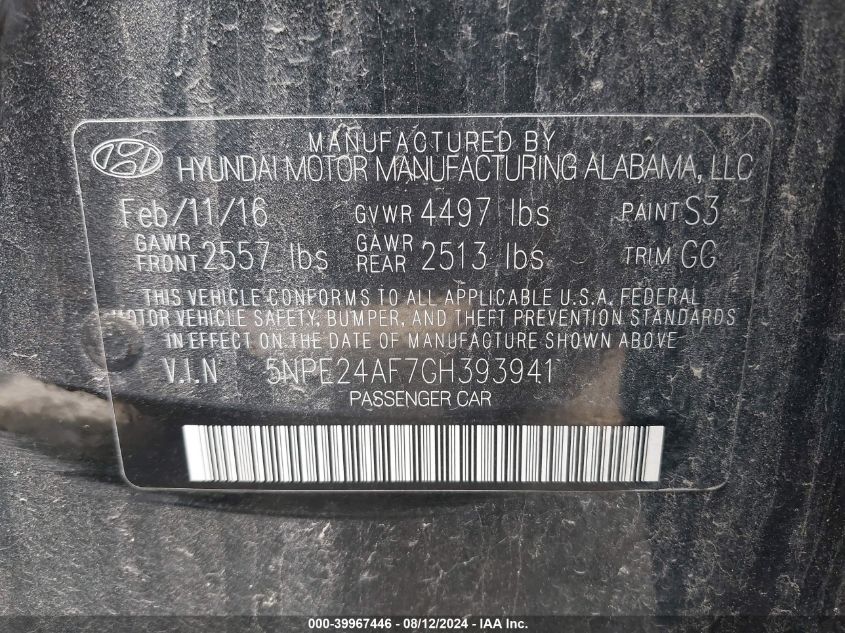 MANUFACTURED BY
HYUNDAI MOTOR MANUFACTURING ALABAMA, LLC
Feb/11/16 GVWR 4497 lbs PAINT S3
GAWR FRONT 2557 lbs GAWR REAR 2513 lbs TRIM GG
THIS VEHICLE CONFORMS TO ALL APPLICABLE U.S.A. FEDERAL
MOTOR VEHICLE SAFETY, BUMPER, AND THEFT PREVENTION STANDARDS
IN EFFECT ON THE DATE OF MANUFACTURE SHOWN ABOVE.
V.I.N 5NPE24AF7GH393941
PASSENGER CAR
000-39967446 - 08/12/2024 - IAA Inc.